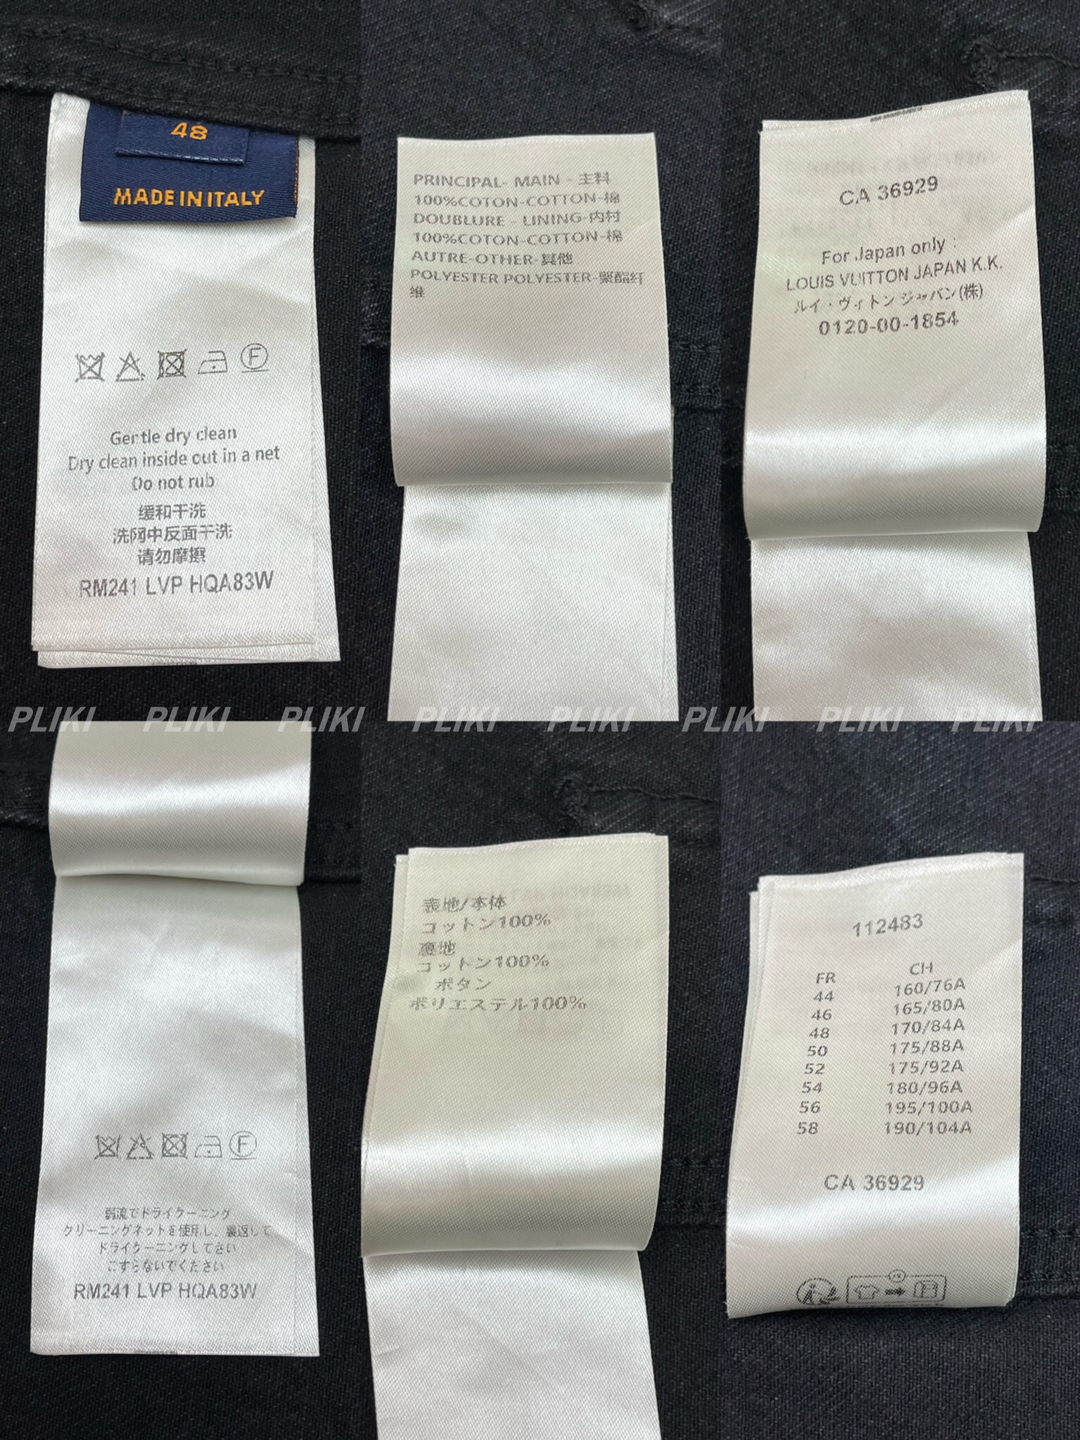 48
MADE IN ITALY
F
Gentle dry clean
Dry clean inside out in a net
Do not rub
缓和干洗
洗网中反面干洗
请勿摩擦
RM241 LVP HQA83W
PRINCIPAL- MAIN - 主料
100%COTON-COTTON-棉
DOUBLURE - LINING-内村
100%COTON-COTTON-棉
AUTRE-OTHER-其他
POLYESTER POLYESTER-聚酯纤
维
CA 36929
For Japan only :
LOUIS VUITTON JAPAN K.K.
ルイ・ヴィトン ジャパン(株)
0120-00-1854
PLIKI PLIKI PLIKI PLIKI PLIKI PLIKI PLIKI PLIKI
F
弱流でドライクーニング
クリーニングネットを使用し、裏返して
ドライクーニングしてさい
こすらないでください
RM241 LVP HQA83W
表地/本体
コットン100%
裏地
コットン100%
ボタン
ポリエステル100%
112483
FR CH
44 160/76A
46 165/80A
48 170/84A
50 175/88A
52 175/92A
54 180/96A
56 195/100A
58 190/104A
CA 36929